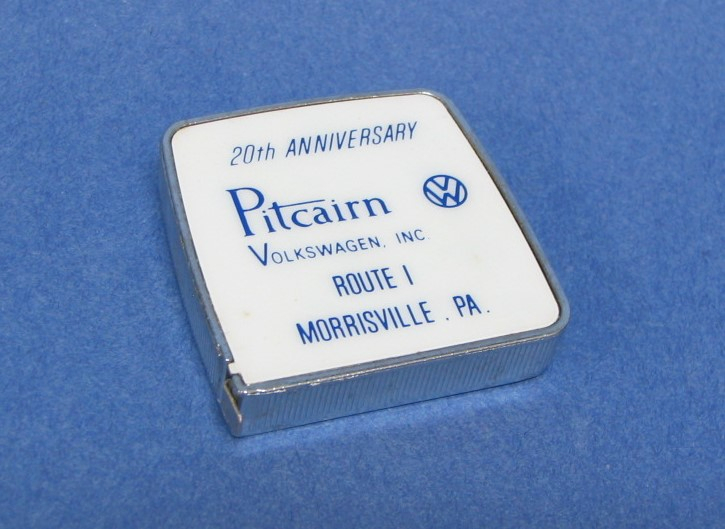 20th ANNIVERSARY
Pitcairn
VOLKSWAGEN, INC.
ROUTE 1
MORRISVILLE . PA.